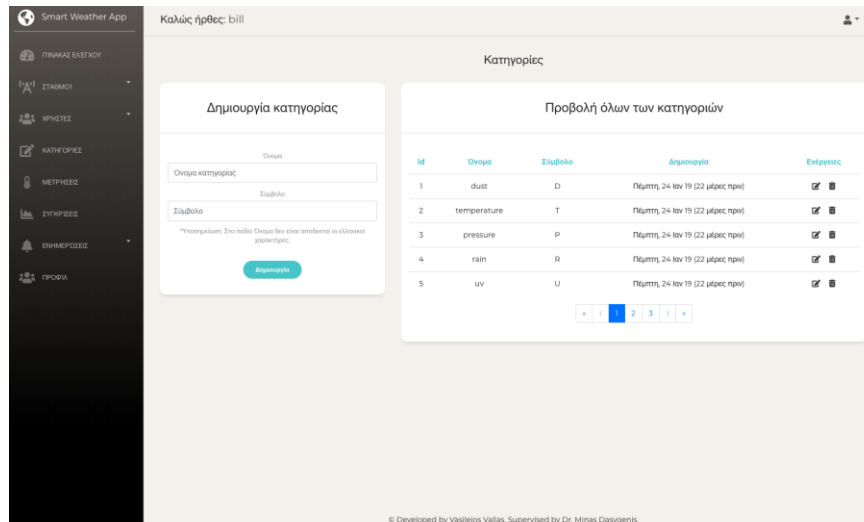 Smart Weather App
Καλώς ήρθες: bill
ΠΙΝΑΚΑΣ ΕΛΕΓΧΟΥ
ΣΤΑΘΜΟΙ
ΧΡΗΣΤΕΣ
ΚΑΤΗΓΟΡΊΕΣ
ΜΕΤΡΗΣΕΙΣ
ΣΥΓΚΡΙΣΕΙΣ
ΕΝΗΜΕΡΩΣΕΙΣ
ΠΡΟΦΙΛ
Κατηγορίες
Δημιουργία κατηγορίας
Όνομα
Όνομα κατηγορίας
Σύμβολο
Σύμβολο
*Υποσημείωση: Στο πεδίο Όνομα δεν είναι αποδεκτοί οι ελληνικοί
χαρακτήρες.
Δημιουργία
Προβολή όλων των κατηγοριών
id Όνομα Σύμβολο Δημιουργία Ενέργειες
1 dust D Πέμπτη, 24 Ιαν 19 (22 μέρες πριν)
2 temperature T Πέμπτη, 24 Ιαν 19 (22 μέρες πριν)
3 pressure P Πέμπτη, 24 Ιαν 19 (22 μέρες πριν)
4 rain R Πέμπτη, 24 Ιαν 19 (22 μέρες πριν)
5 uv U Πέμπτη, 24 Ιαν 19 (22 μέρες πριν)
« ‹ 1 2 3 › »
© Developed by Vasileios Vallas. Supervised by Dr. Minas Dasygenis.